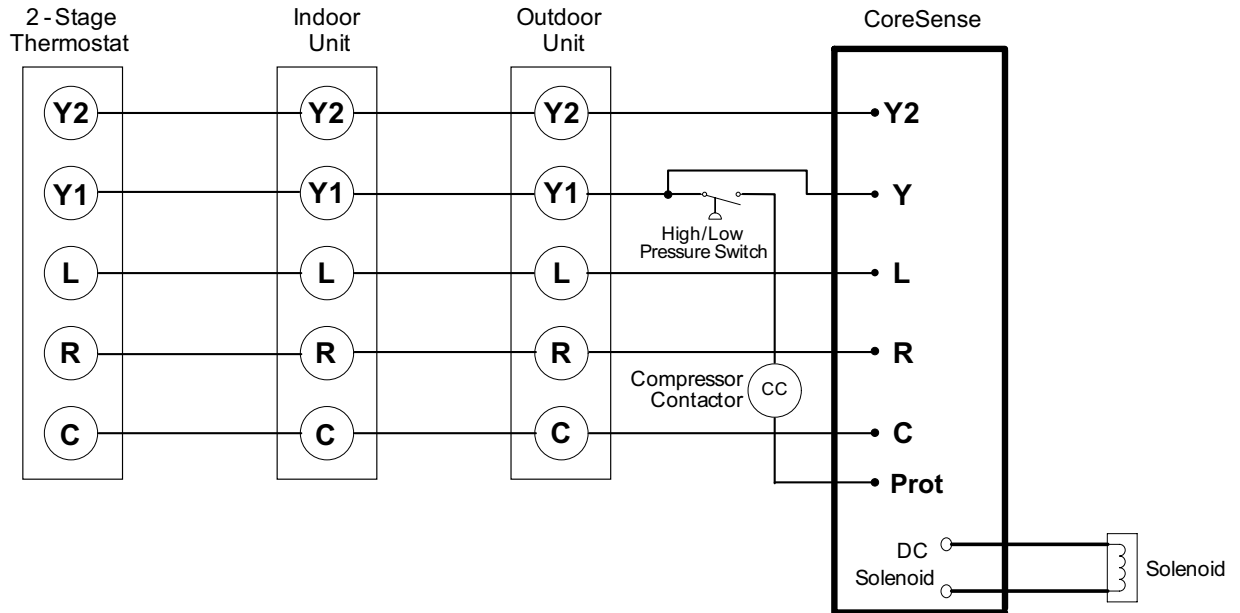 2 - Stage
Thermostat
Indoor
Unit
Outdoor
Unit
CoreSense
Y2
Y2
Y2
Y2
Y1
Y1
Y1
Y
High/Low
Pressure Switch
L
L
L
L
R
R
R
R
Compressor
Contactor
CC
C
C
C
C
Prot
DC
Solenoid
Solenoid